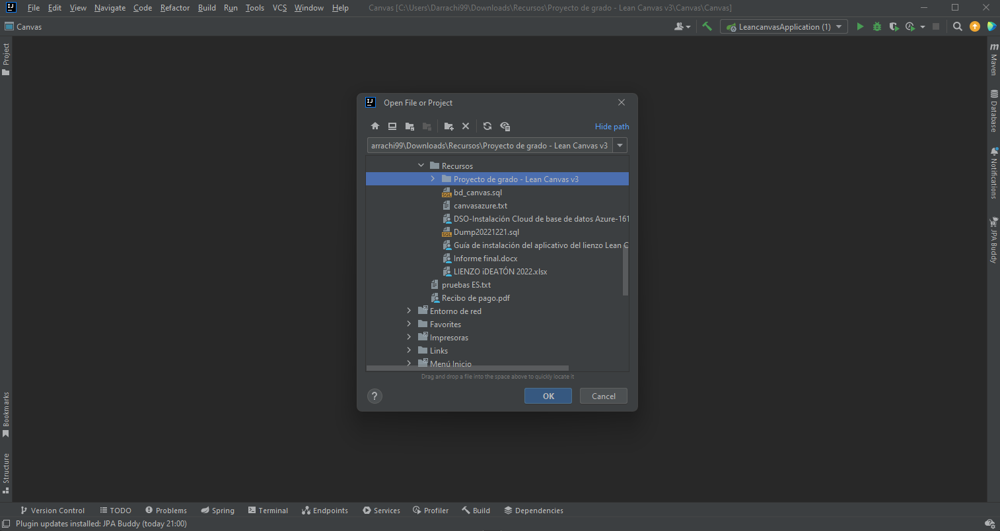 File Edit View Navigate Code Refactor Build Run Tools VCS Window Help Canvas [C:\Users\Darrachi99\Downloads\Recursos\Proyecto de grado - Lean Canvas v3\Canvas\Canvas]
Canvas LeancanvasApplication (1)
Project
Bookmarks
Structure
Open File or Project
Hide path
arrachi99\Downloads\Recursos\Proyecto de grado - Lean Canvas v3
Recursos
Proyecto de grado - Lean Canvas v3
bd_canvas.sql
canvasazure.txt
DSO-Instalación Cloud de base de datos Azure-161
Dump20221221.sql
Guía de instalación del aplicativo del lienzo Lean C
Informe final.docx
LIENZO iDEATÓN 2022.xlsx
pruebas ES.txt
Recibo de pago.pdf
Entorno de red
Favorites
Impresoras
Links
Menú Inicio
Drag and drop a file into the space above to quickly locate it
? OK Cancel
m Maven
Database
Notifications
JPA Buddy
Version Control TODO Problems Spring Terminal Endpoints Services Profiler Build Dependencies
Plugin updates installed: JPA Buddy (today 21:00)